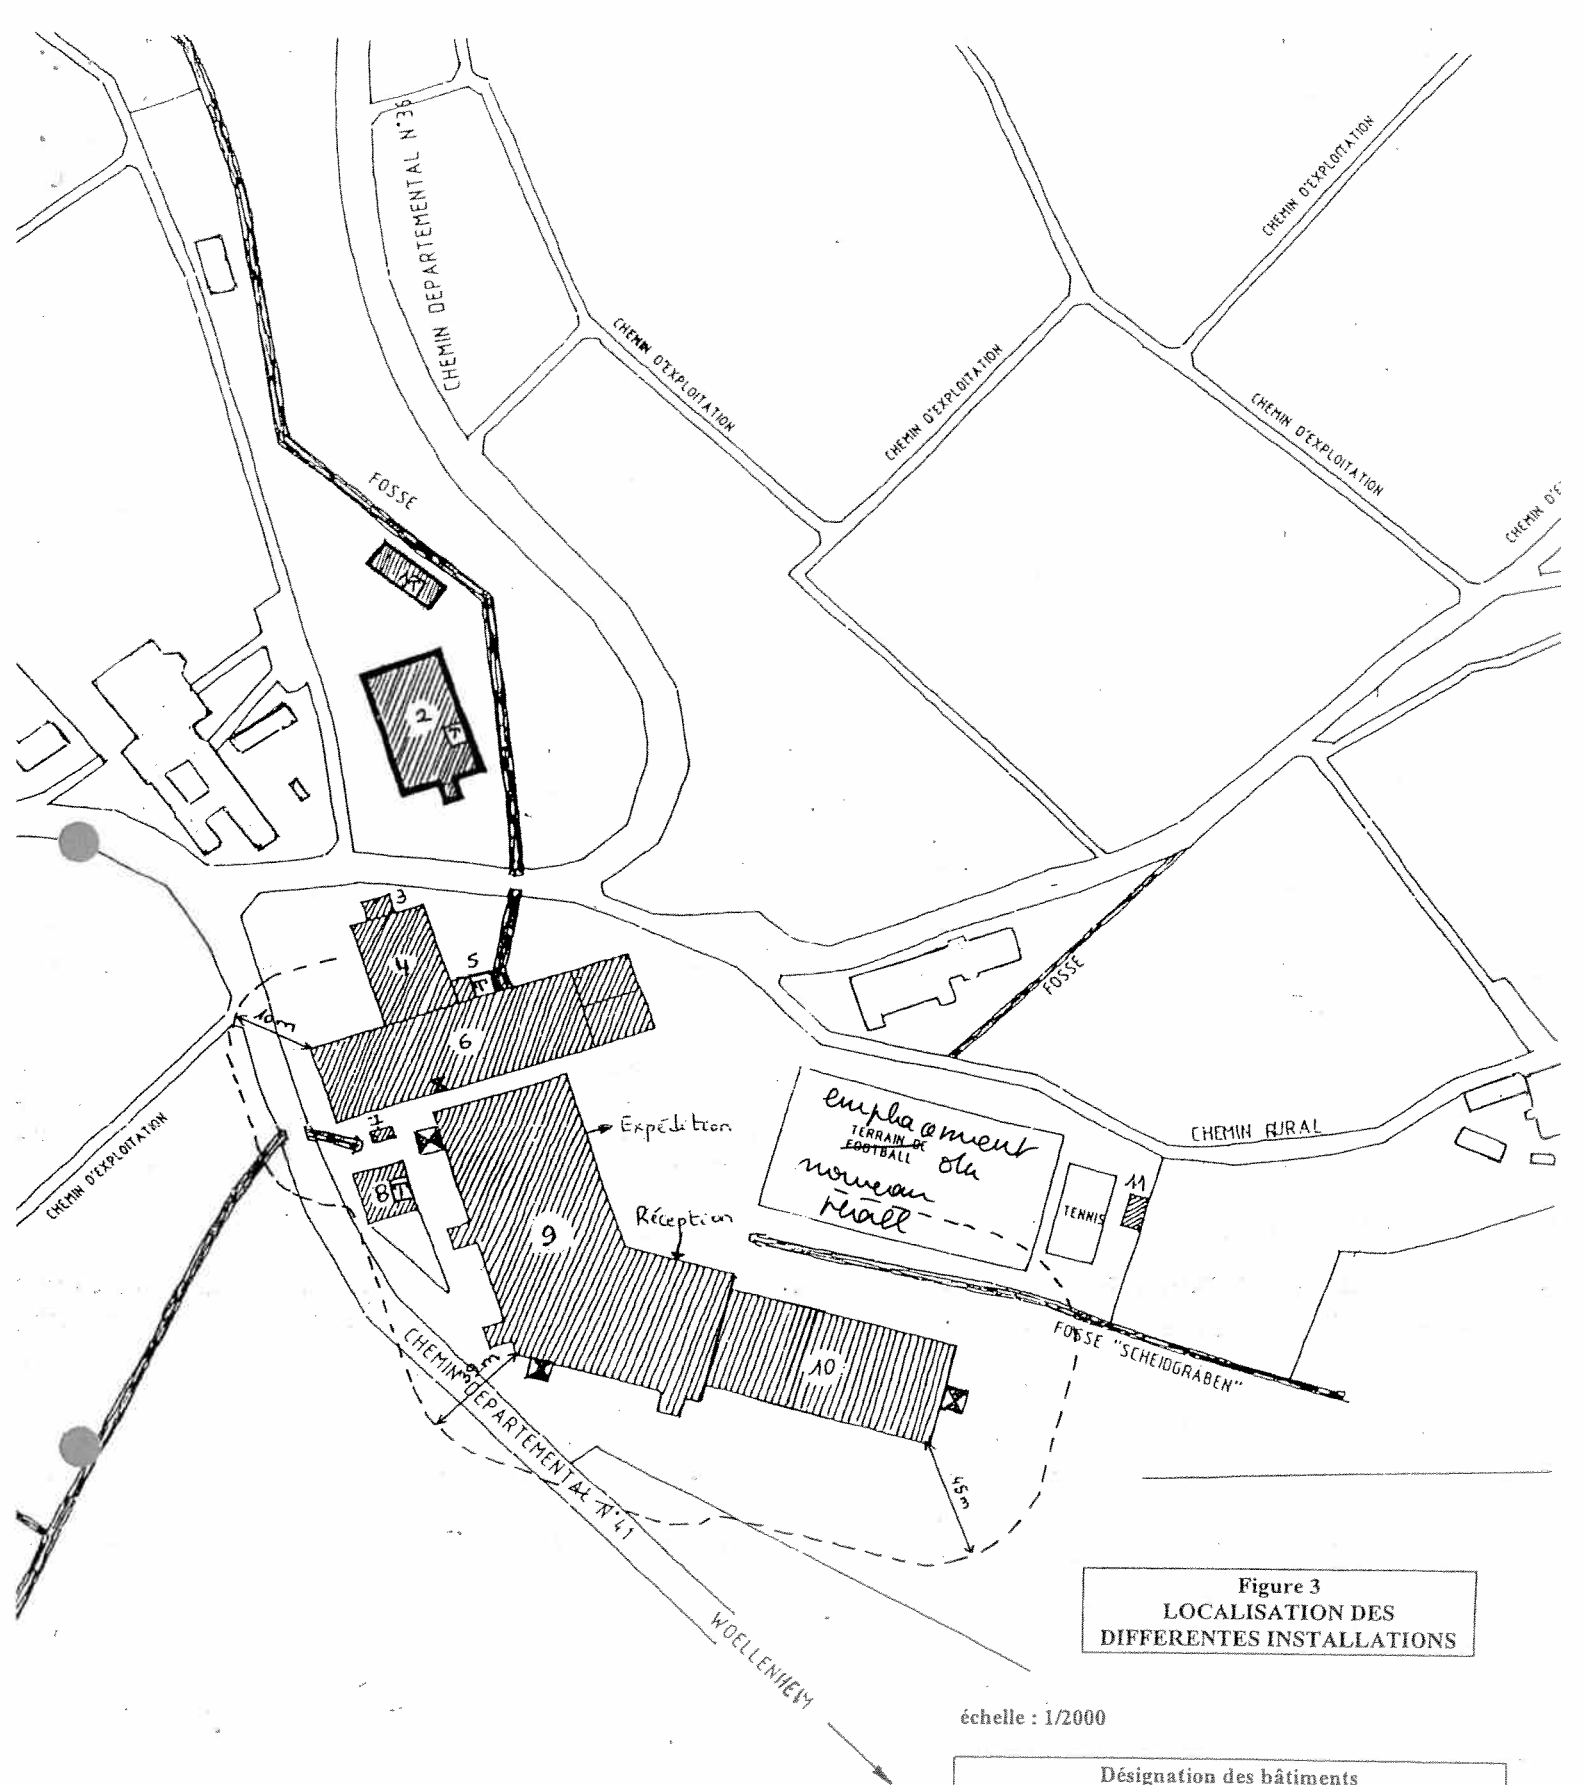 CHEMIN DEPARTEMENTAL N°36
CHEMIN D'EXPLOITATION
CHEMIN D'EXPLOITATION
CHEMIN D'EXPLOITATION
CHEMIN D'EXPLOITATION
CHEMIN D'E
FOSSE
2
3
4
5
T
6
10m
FOSSE
CHEMIN D'EXPLOITATION
7
8
T
9
Expédition
Réception
emplacement
TERRAIN DE
FOOTBALL
du
nouveau
TENNIS
11
CHEMIN RURAL
FOSSE "SCHEIDGRABEN"
10
45m
CHEMIN DEPARTEMENTAL N°41
WOELLENHEIM
Figure 3
LOCALISATION DES
DIFFERENTES INSTALLATIONS
échelle : 1/2000
Désignation des bâtiments